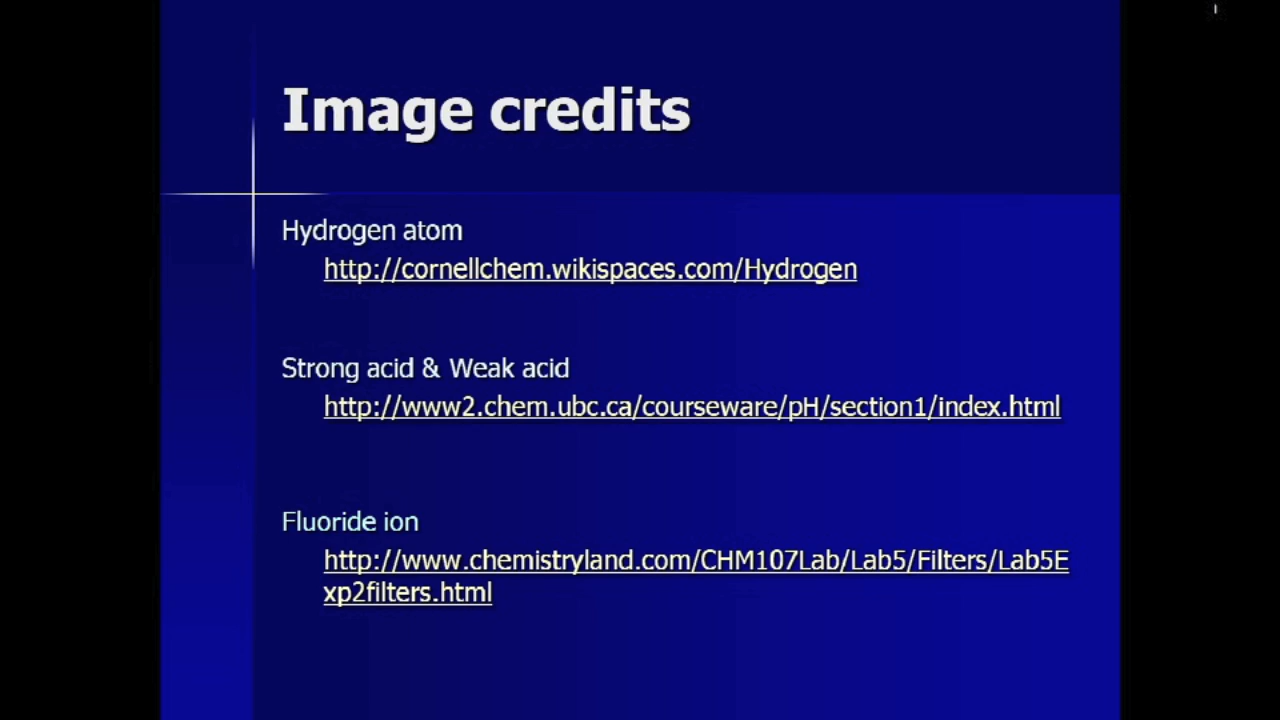 Image credits
Hydrogen atom
http://cornellchem.wikispaces.com/Hydrogen
Strong acid & Weak acid
http://www2.chem.ubc.ca/courseware/pH/section1/index.html
Fluoride ion
http://www.chemistryland.com/CHM107Lab/Lab5/Filters/Lab5E
xp2filters.html